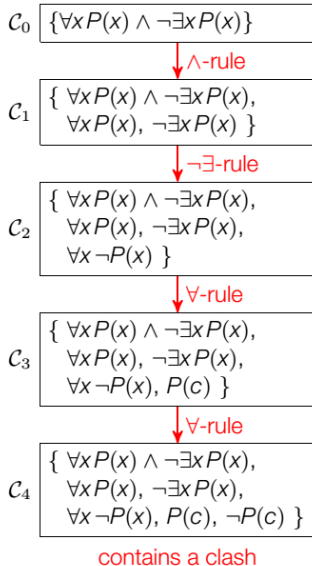 C₀ {∀xP(x) ∧ ¬∃xP(x)}
∧-rule
C₁ { ∀xP(x) ∧ ¬∃xP(x),
∀xP(x), ¬∃xP(x) }
¬∃-rule
C₂ { ∀xP(x) ∧ ¬∃xP(x),
∀xP(x), ¬∃xP(x),
∀x¬P(x) }
∀-rule
C₃ { ∀xP(x) ∧ ¬∃xP(x),
∀xP(x), ¬∃xP(x),
∀x¬P(x), P(c) }
∀-rule
C₄ { ∀xP(x) ∧ ¬∃xP(x),
∀xP(x), ¬∃xP(x),
∀x¬P(x), P(c), ¬P(c) }
contains a clash